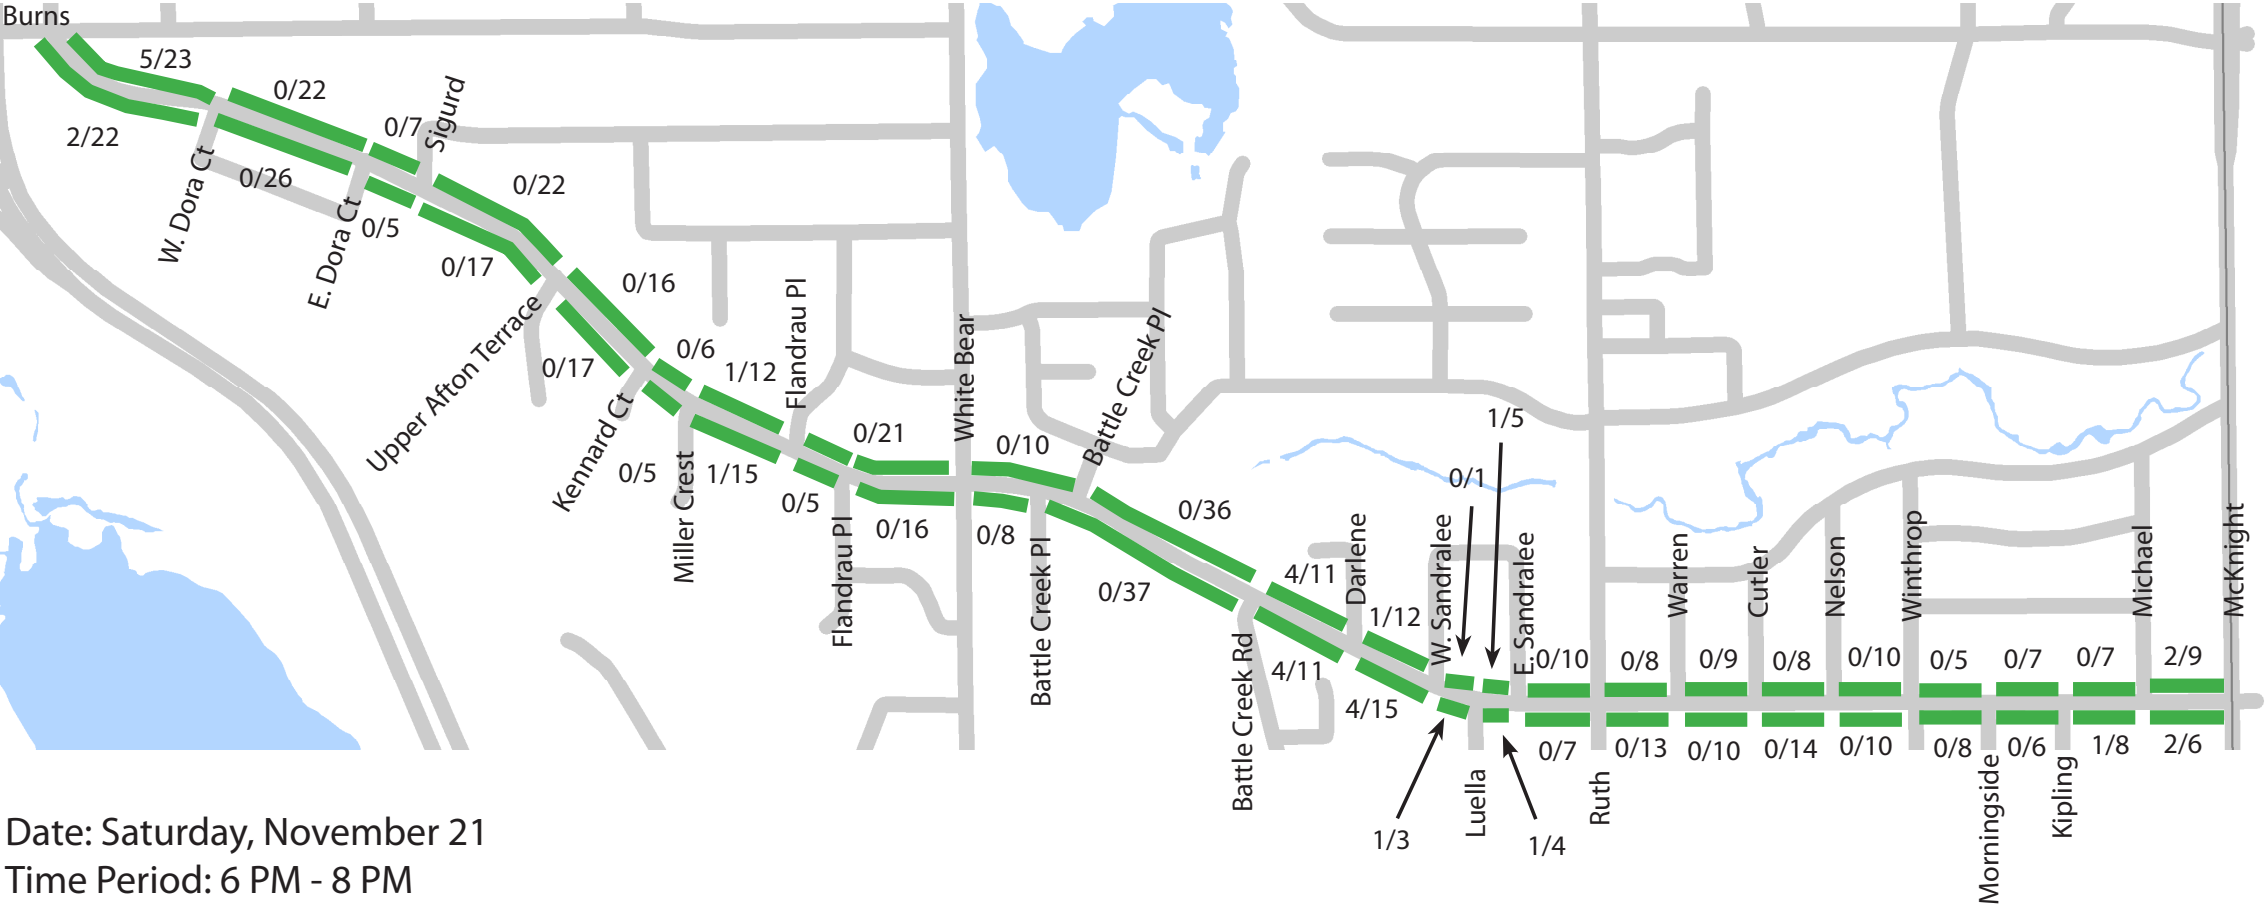 Burns
5/23
0/22
0/7
Sigurd
2/22
W. Dora Ct
0/26
E. Dora Ct
0/5
0/22
0/17
0/16
Upper Afton Terrace
0/17
0/6
1/12
Flandrau Pl
Kennard Ct
0/5
Miller Crest
1/15
0/21
0/5
Flandrau Pl
0/16
White Bear
0/10
0/8
Battle Creek Pl
Battle Creek Pl
0/36
0/37
Battle Creek Rd
4/11
4/11
Darlene
1/12
4/15
W. Sandralee
0/1
1/5
E. Sandralee
1/3
Luella
1/4
0/10
0/7
Ruth
0/8
0/13
Warren
0/9
0/10
Cutler
0/8
0/14
Nelson
0/10
0/10
Winthrop
0/5
0/8
Morningside
0/7
0/6
Kipling
0/7
1/8
Michael
2/9
2/6
McKnight
Date: Saturday, November 21
Time Period: 6 PM - 8 PM